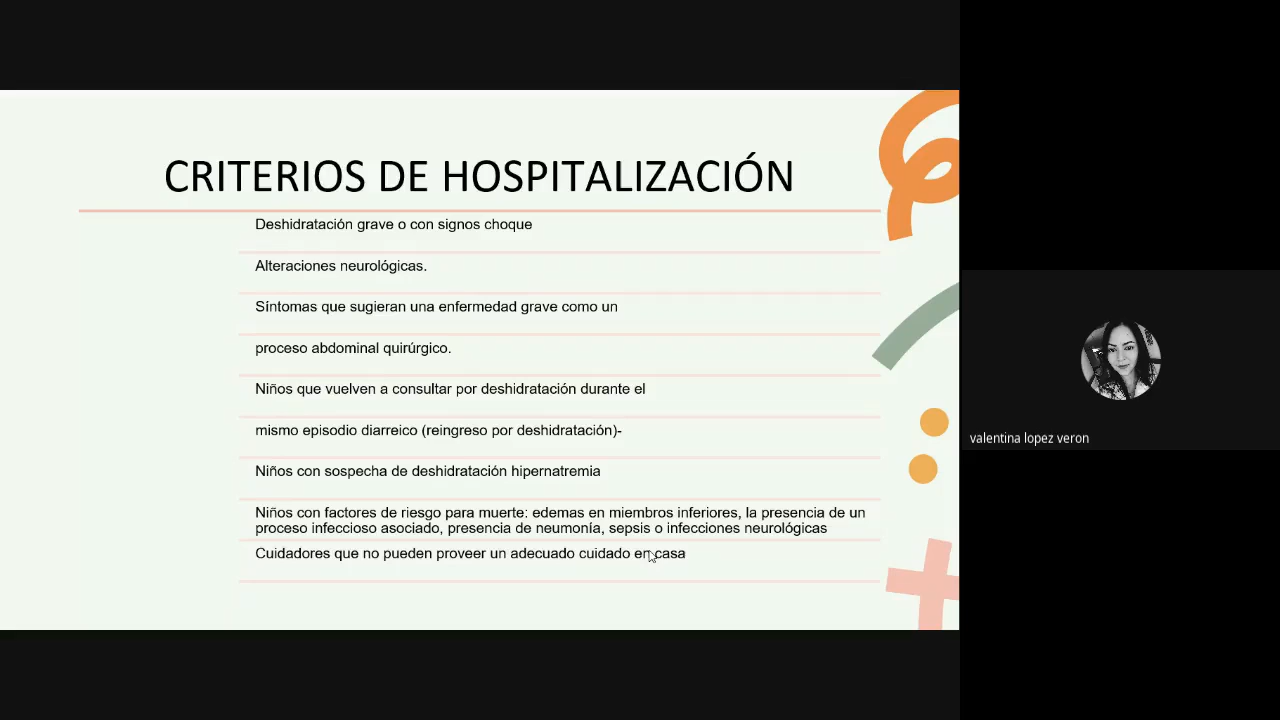 CRITERIOS DE HOSPITALIZACIÓN
Deshidratación grave o con signos choque
Alteraciones neurológicas.
Síntomas que sugieran una enfermedad grave como un
proceso abdominal quirúrgico.
Niños que vuelven a consultar por deshidratación durante el
mismo episodio diarreico (reingreso por deshidratación)-
Niños con sospecha de deshidratación hipernatremia
Niños con factores de riesgo para muerte: edemas en miembros inferiores, la presencia de un
proceso infeccioso asociado, presencia de neumonía, sepsis o infecciones neurológicas
Cuidadores que no pueden proveer un adecuado cuidado en casa
valentina lopez veron